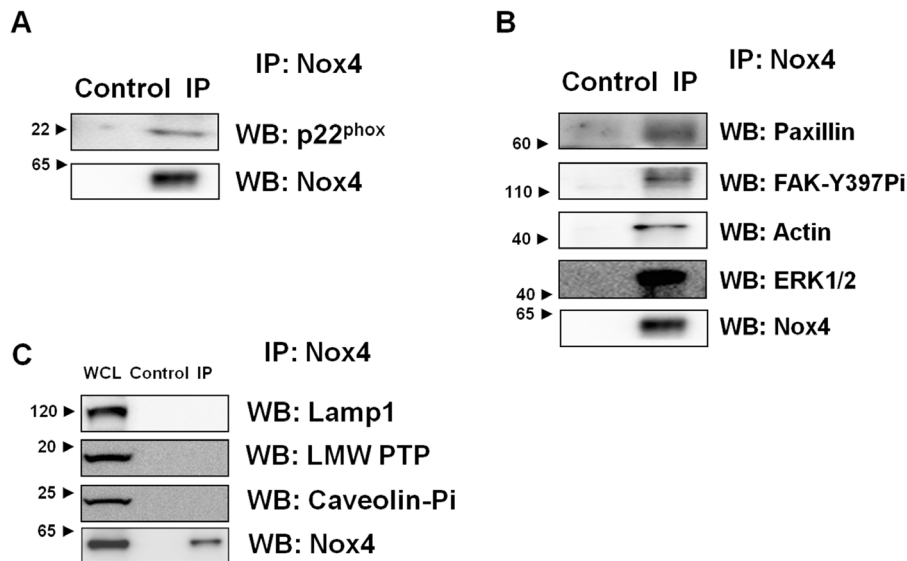 A
IP: Nox4
Control IP
22 ►
WB: p22phox
65 ►
WB: Nox4
B
IP: Nox4
Control IP
60 ►
WB: Paxillin
110 ►
WB: FAK-Y397Pi
40 ►
WB: Actin
40 ►
WB: ERK1/2
65 ►
WB: Nox4
C
IP: Nox4
WCL Control IP
120 ►
WB: Lamp1
20 ►
WB: LMW PTP
25 ►
WB: Caveolin-Pi
65 ►
WB: Nox4